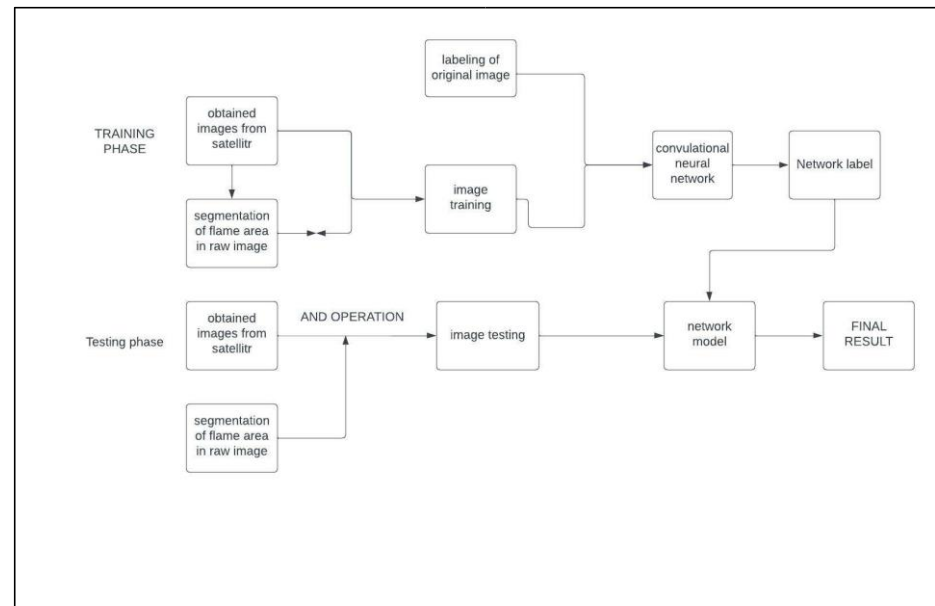 labeling of
original image
TRAINING
PHASE
obtained
images from
satellitr
convulational
neural
network
Network label
image
training
segmentation
of flame area
in raw image
Testing phase
obtained
images from
satellitr
AND OPERATION
image testing
network
model
FINAL
RESULT
segmentation
of flame area
in raw image